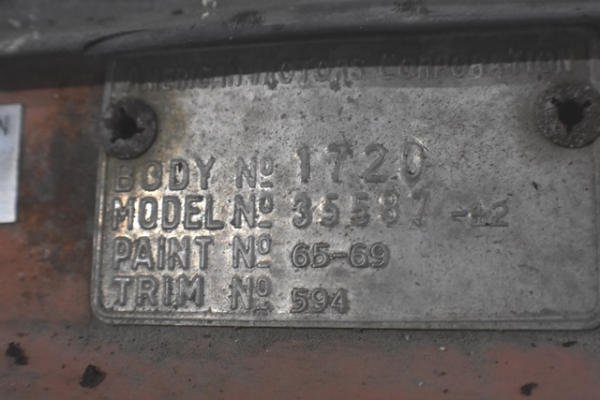 AMERICAN MOTORS CORPORATION
N
BODY Nº 1720
MODEL Nº 35587-12
PAINT Nº 65-69
TRIM Nº 594